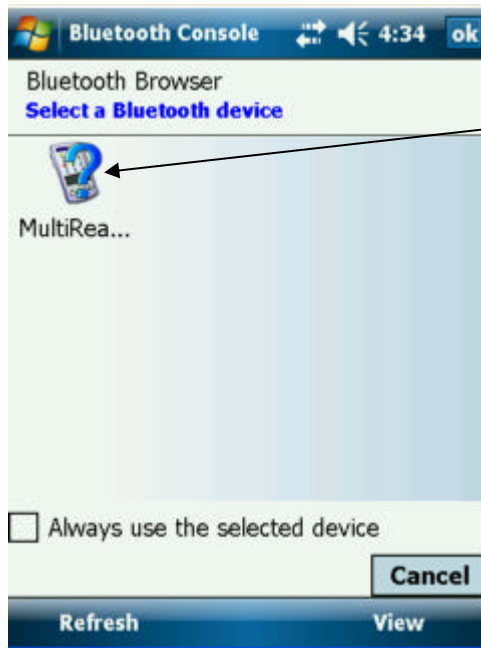 Bluetooth Console 4:34 ok
Bluetooth Browser
Select a Bluetooth device
MultiRea...
Always use the selected device
Cancel
Refresh View